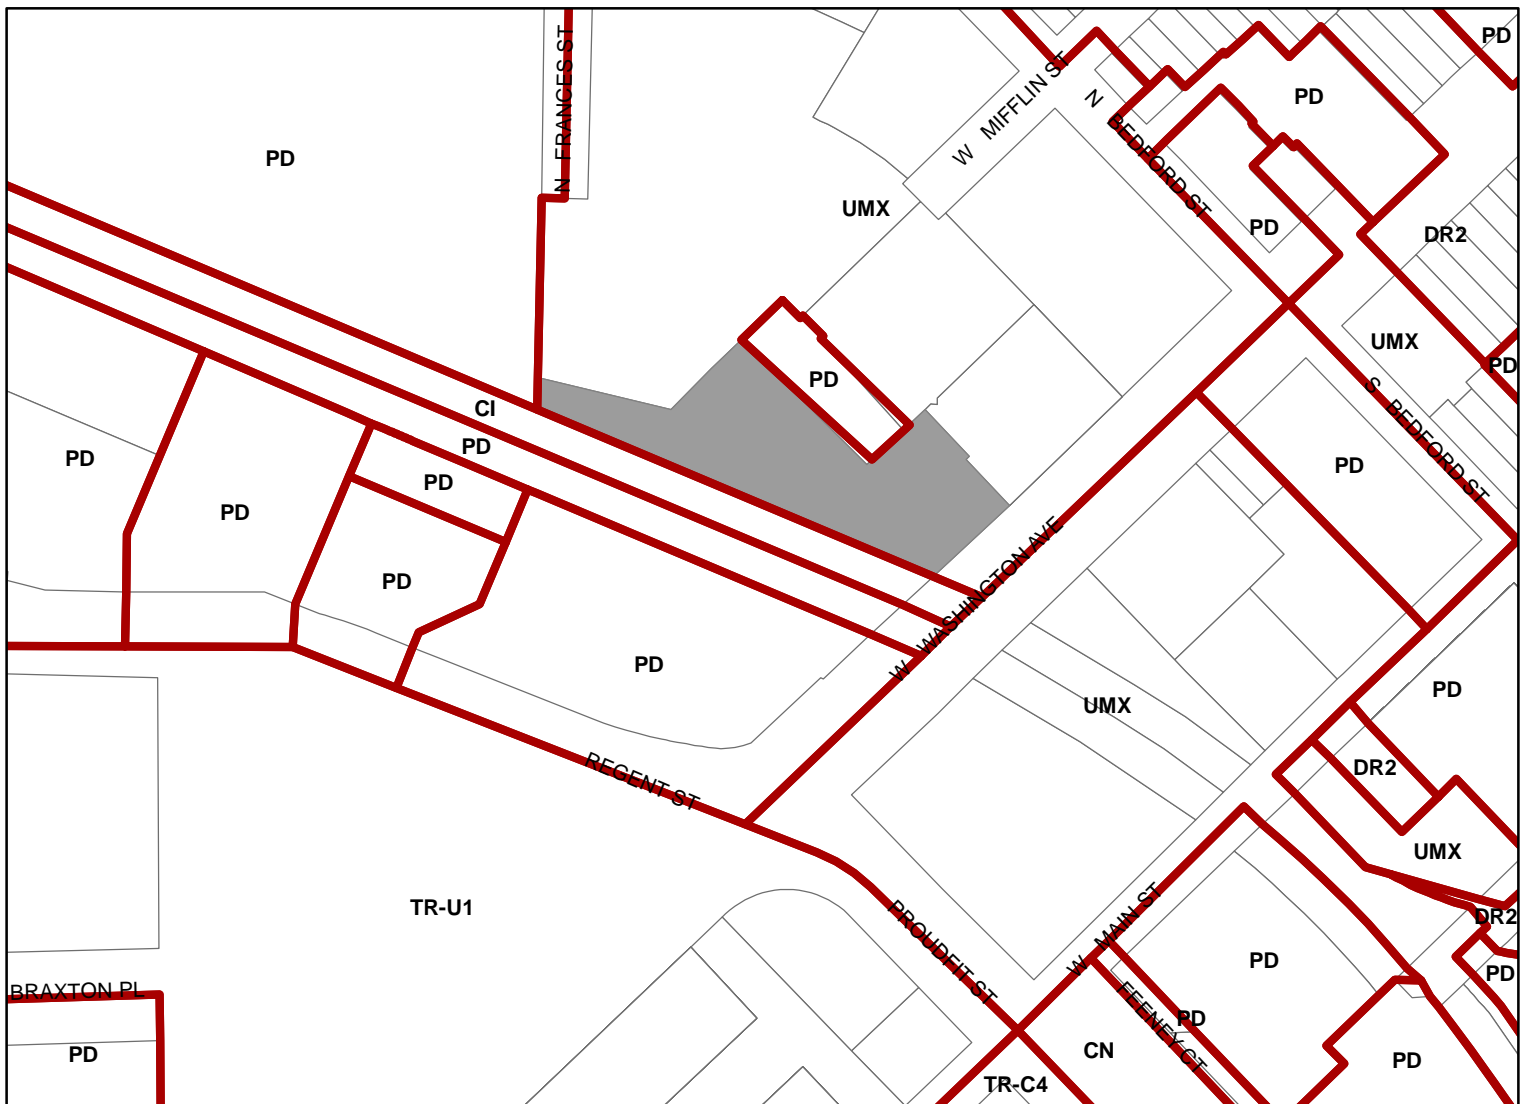 PD
N FRANCES ST
W MIFFLIN ST
PD
PD
N BEDFORD ST
UMX
PD
DR2
UMX
PD
PD
CI
PD
PD
PD
PD
PD
S BEDFORD ST
PD
PD
PD
W WASHINGTON AVE
UMX
PD
DR2
REGENT ST
UMX
TR-U1
PROUDFIT ST
W MAIN ST
DR2
PD
PD
BRAXTON PL
PD
FEENEY CT
PD
CN
PD
TR-C4